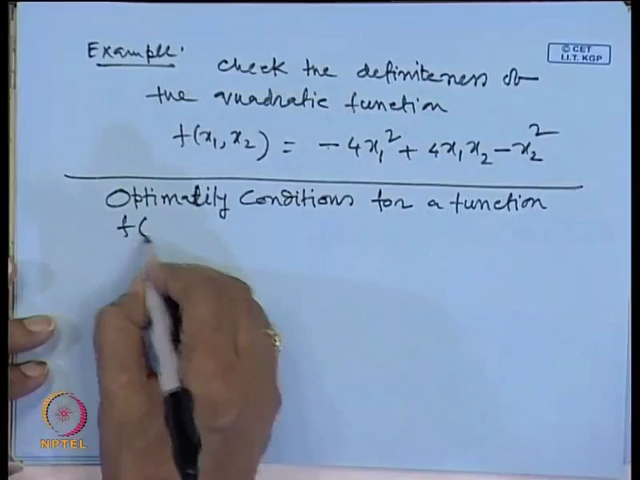 Example:
© CET
I.I.T. KGP
Check the definiteness of
the quadratic function
f(x₁, x₂) = - 4x₁² + 4x₁x₂ - x₂²
Optimality Conditions for a function
f(
NPTEL